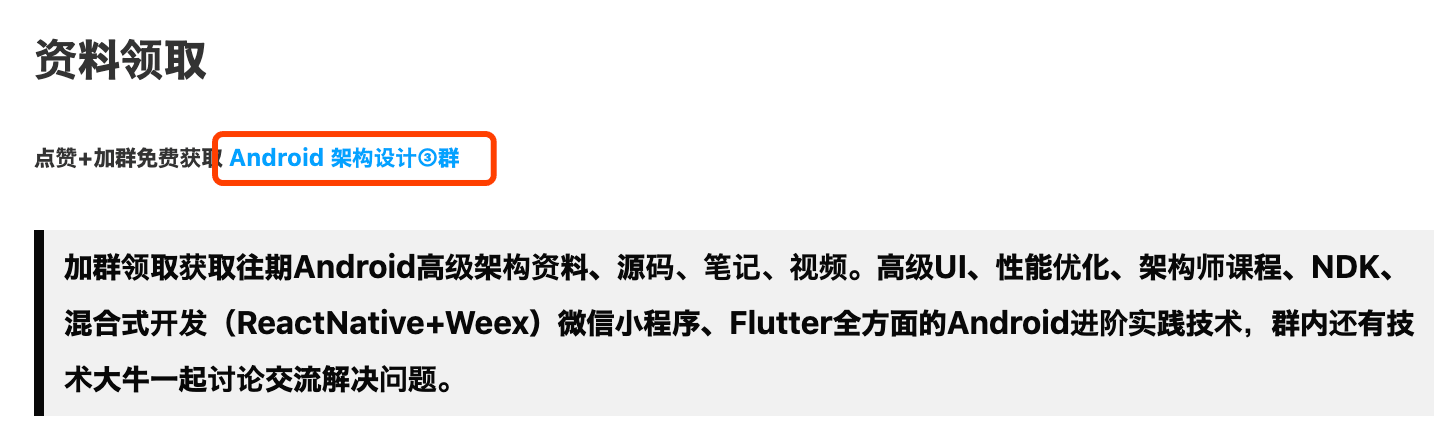 资料领取
点赞+加群免费获取 Android 架构设计③群
加群领取获取往期Android高级架构资料、源码、笔记、视频。高级UI、性能优化、架构师课程、NDK、
混合式开发（ReactNative+Weex）微信小程序、Flutter全方面的Android进阶实践技术，群内还有技
术大牛一起讨论交流解决问题。